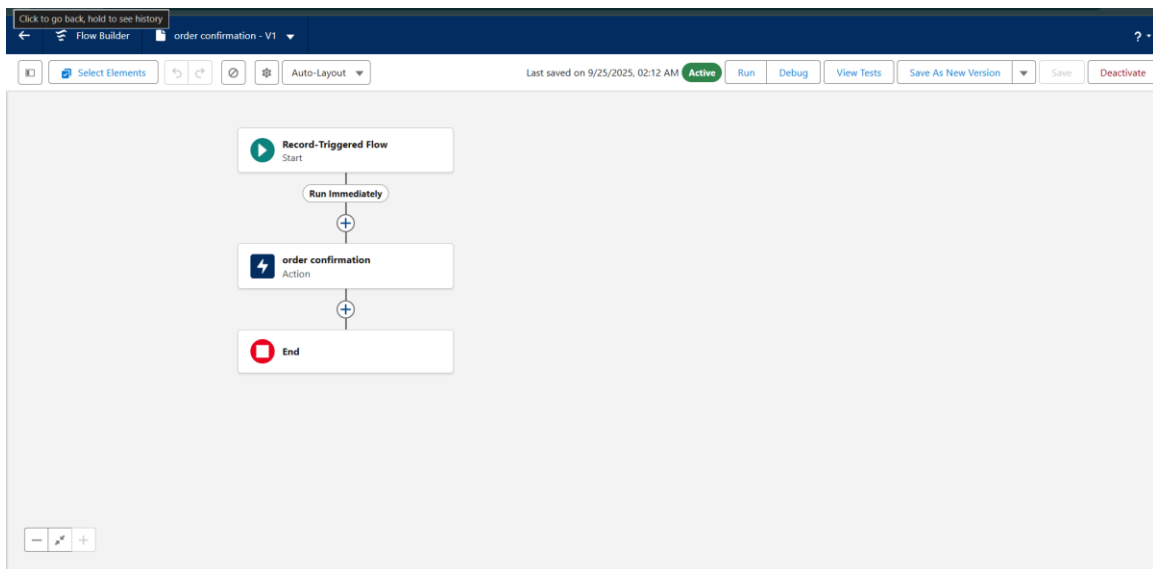 Click to go back, hold to see history
Flow Builder order confirmation - V1 ?
Select Elements Auto-Layout Last saved on 9/25/2025, 02:12 AM Active Run Debug View Tests Save As New Version Save Deactivate
Record-Triggered Flow
Start
Run Immediately
order confirmation
Action
End